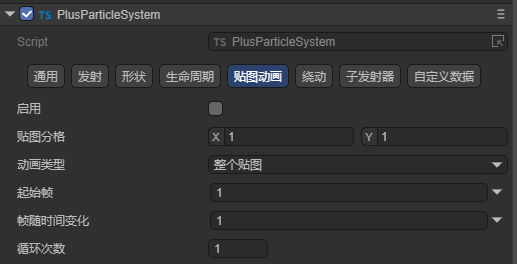 TS PlusParticleSystem
Script TS PlusParticleSystem
通用 发射 形状 生命周期 贴图动画 绕动 子发射器 自定义数据
启用
贴图分格 X 1 Y 1
动画类型 整个贴图
起始帧 1
帧随时间变化 1
循环次数 1